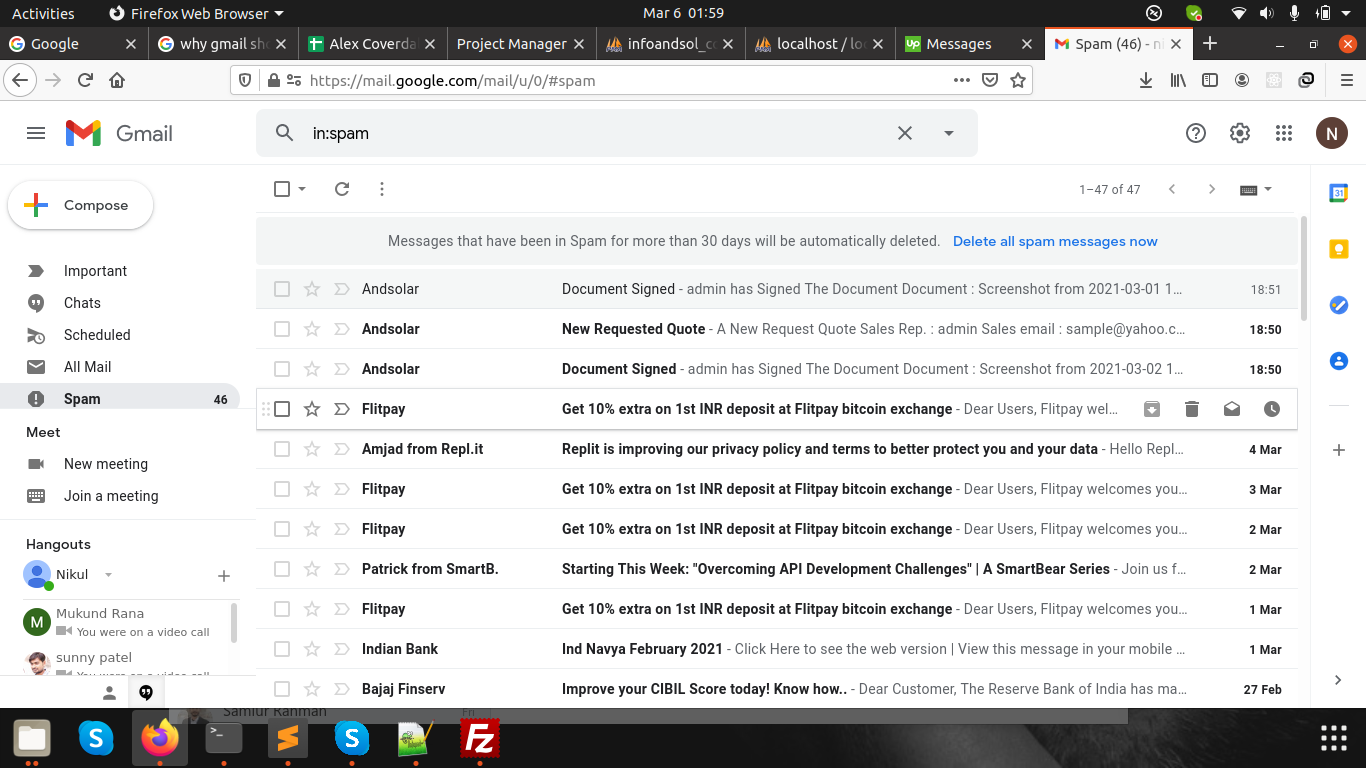 Activities Firefox Web Browser Mar 6 01:59
Google why gmail sh Alex Coverda Project Manager infoandsol_c localhost / lo Messages Spam (46) - n
https://mail.google.com/mail/u/0/#spam
Gmail in:spam N
Compose 1–47 of 47
Messages that have been in Spam for more than 30 days will be automatically deleted. Delete all spam messages now
Important
Chats
Scheduled
All Mail
Spam 46
Meet
New meeting
Join a meeting
Hangouts
Nikul
M Mukund Rana
You were on a video call
sunny patel
You were on a video call
Andsolar Document Signed - admin has Signed The Document Document : Screenshot from 2021-03-01 1… 18:51
Andsolar New Requested Quote - A New Request Quote Sales Rep. : admin Sales email : sample@yahoo.c… 18:50
Andsolar Document Signed - admin has Signed The Document Document : Screenshot from 2021-03-02 1… 18:50
Flitpay Get 10% extra on 1st INR deposit at Flitpay bitcoin exchange - Dear Users, Flitpay wel…
Amjad from Repl.it Replit is improving our privacy policy and terms to better protect you and your data - Hello Repl… 4 Mar
Flitpay Get 10% extra on 1st INR deposit at Flitpay bitcoin exchange - Dear Users, Flitpay welcomes you… 3 Mar
Flitpay Get 10% extra on 1st INR deposit at Flitpay bitcoin exchange - Dear Users, Flitpay welcomes you… 2 Mar
Patrick from SmartB. Starting This Week: "Overcoming API Development Challenges" | A SmartBear Series - Join us f… 2 Mar
Flitpay Get 10% extra on 1st INR deposit at Flitpay bitcoin exchange - Dear Users, Flitpay welcomes you… 1 Mar
Indian Bank Ind Navya February 2021 - Click Here to see the web version | View this message in your mobile … 1 Mar
Bajaj Finserv Improve your CIBIL Score today! Know how.. - Dear Customer, The Reserve Bank of India has ma… 27 Feb
31
Samiur Rahman Fri